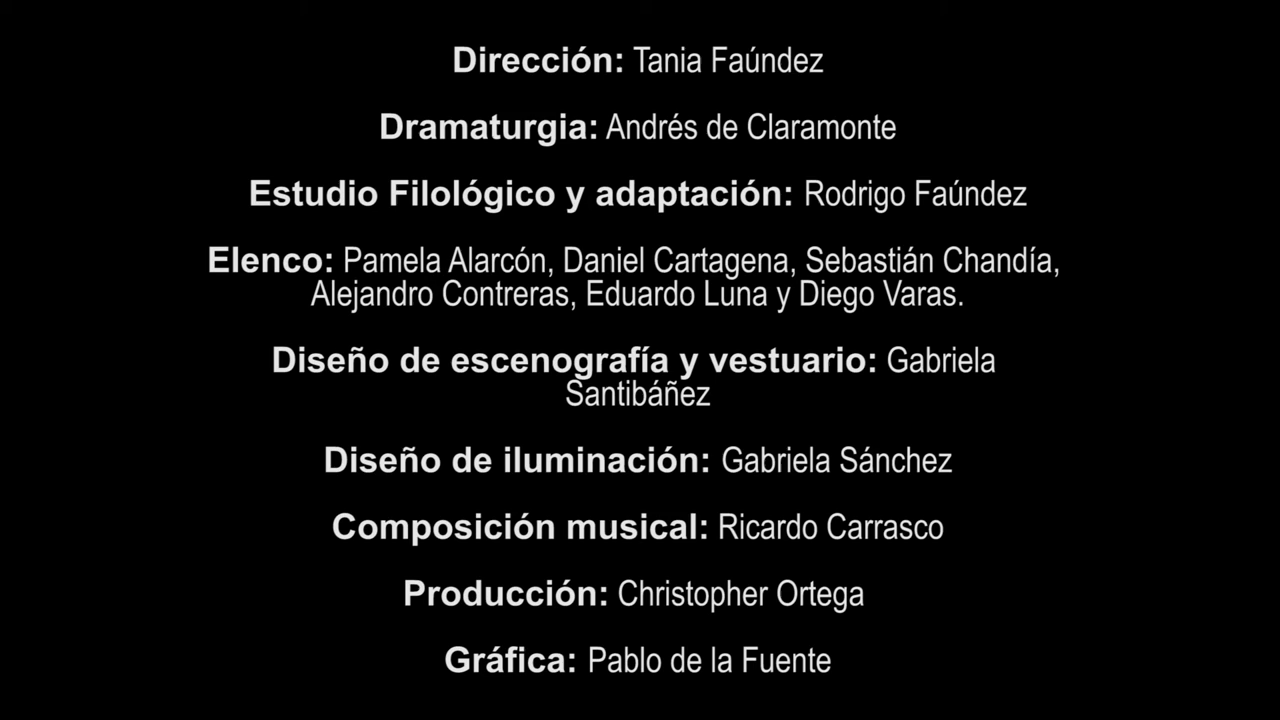 Dirección: Tania Faúndez
Dramaturgia: Andrés de Claramonte
Estudio Filológico y adaptación: Rodrigo Faúndez
Elenco: Pamela Alarcón, Daniel Cartagena, Sebastián Chandía,
Alejandro Contreras, Eduardo Luna y Diego Varas.
Diseño de escenografía y vestuario: Gabriela
Santibáñez
Diseño de iluminación: Gabriela Sánchez
Composición musical: Ricardo Carrasco
Producción: Christopher Ortega
Gráfica: Pablo de la Fuente